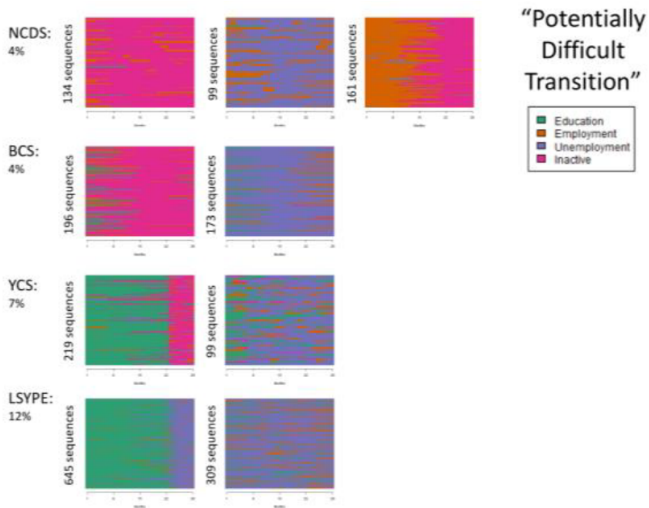 “Potentially
Difficult
Transition”
Education
Employment
Unemployment
Inactive
NCDS:
4%
134 sequences
99 sequences
161 sequences
BCS:
4%
196 sequences
173 sequences
YCS:
7%
219 sequences
99 sequences
LSYPE:
12%
645 sequences
309 sequences